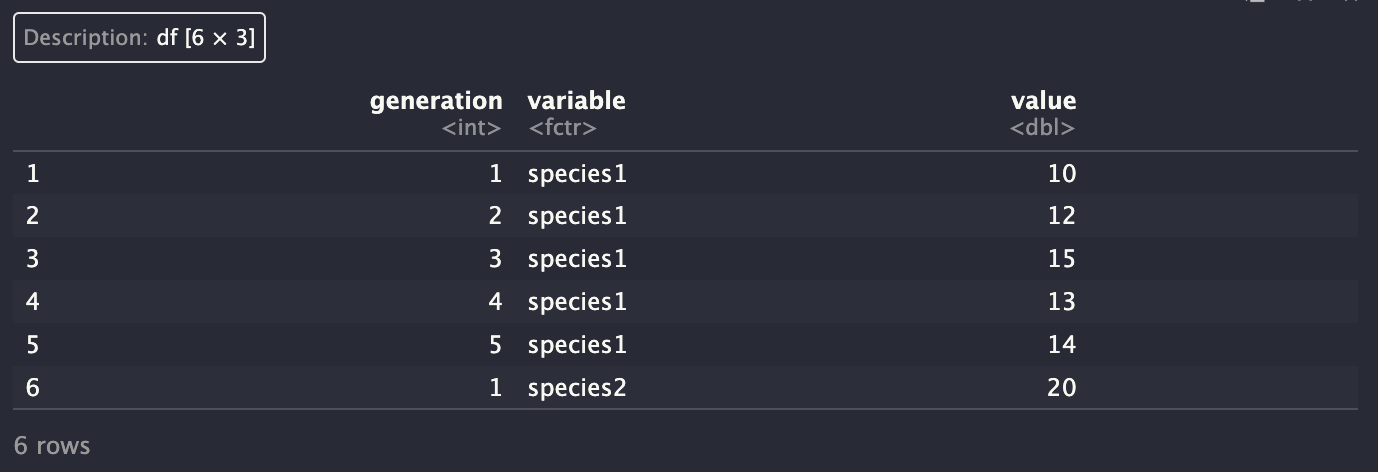 Description: df [6 × 3]
generation variable value
<int> <fctr> <dbl>
1 1 species1 10
2 2 species1 12
3 3 species1 15
4 4 species1 13
5 5 species1 14
6 1 species2 20
6 rows